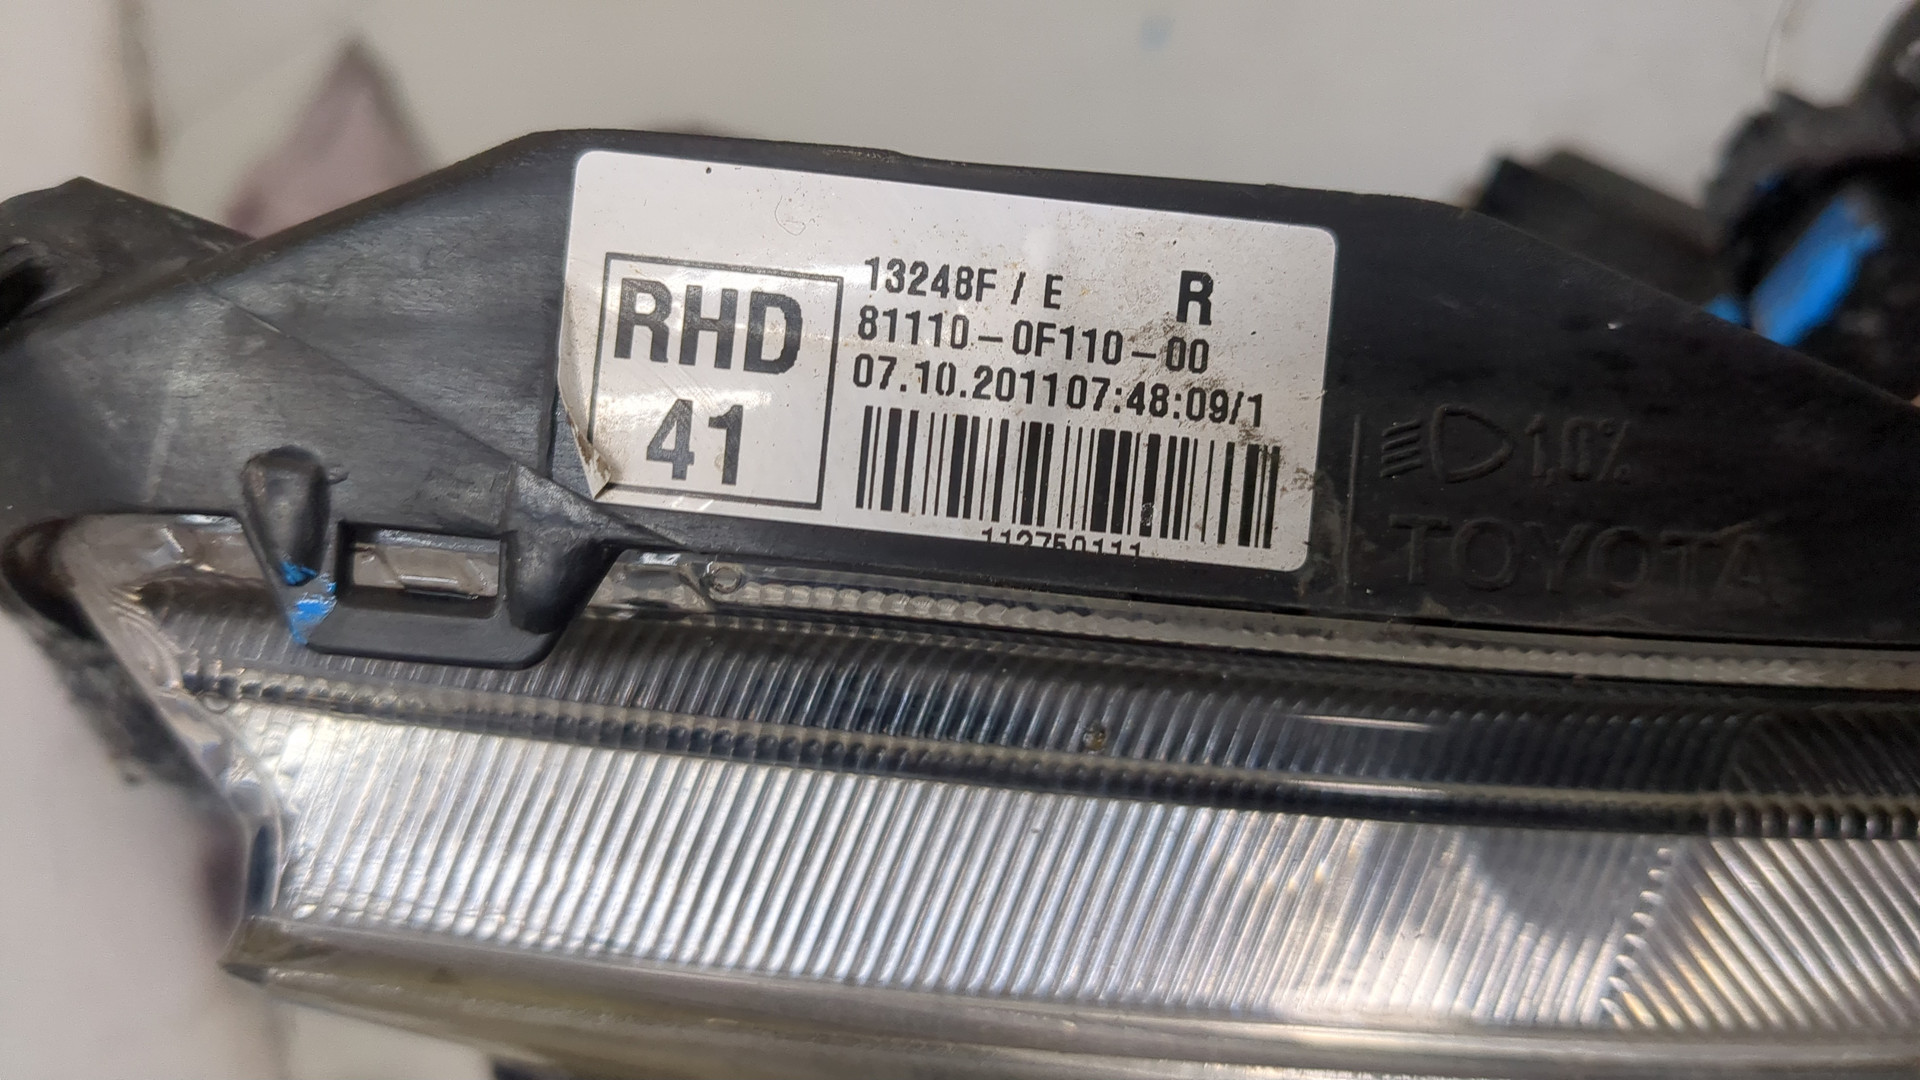 RHD
41
13248F / E R
81110-0F110-00
07.10.201107:48:09/1
112750111
1,0%
TOYOTA